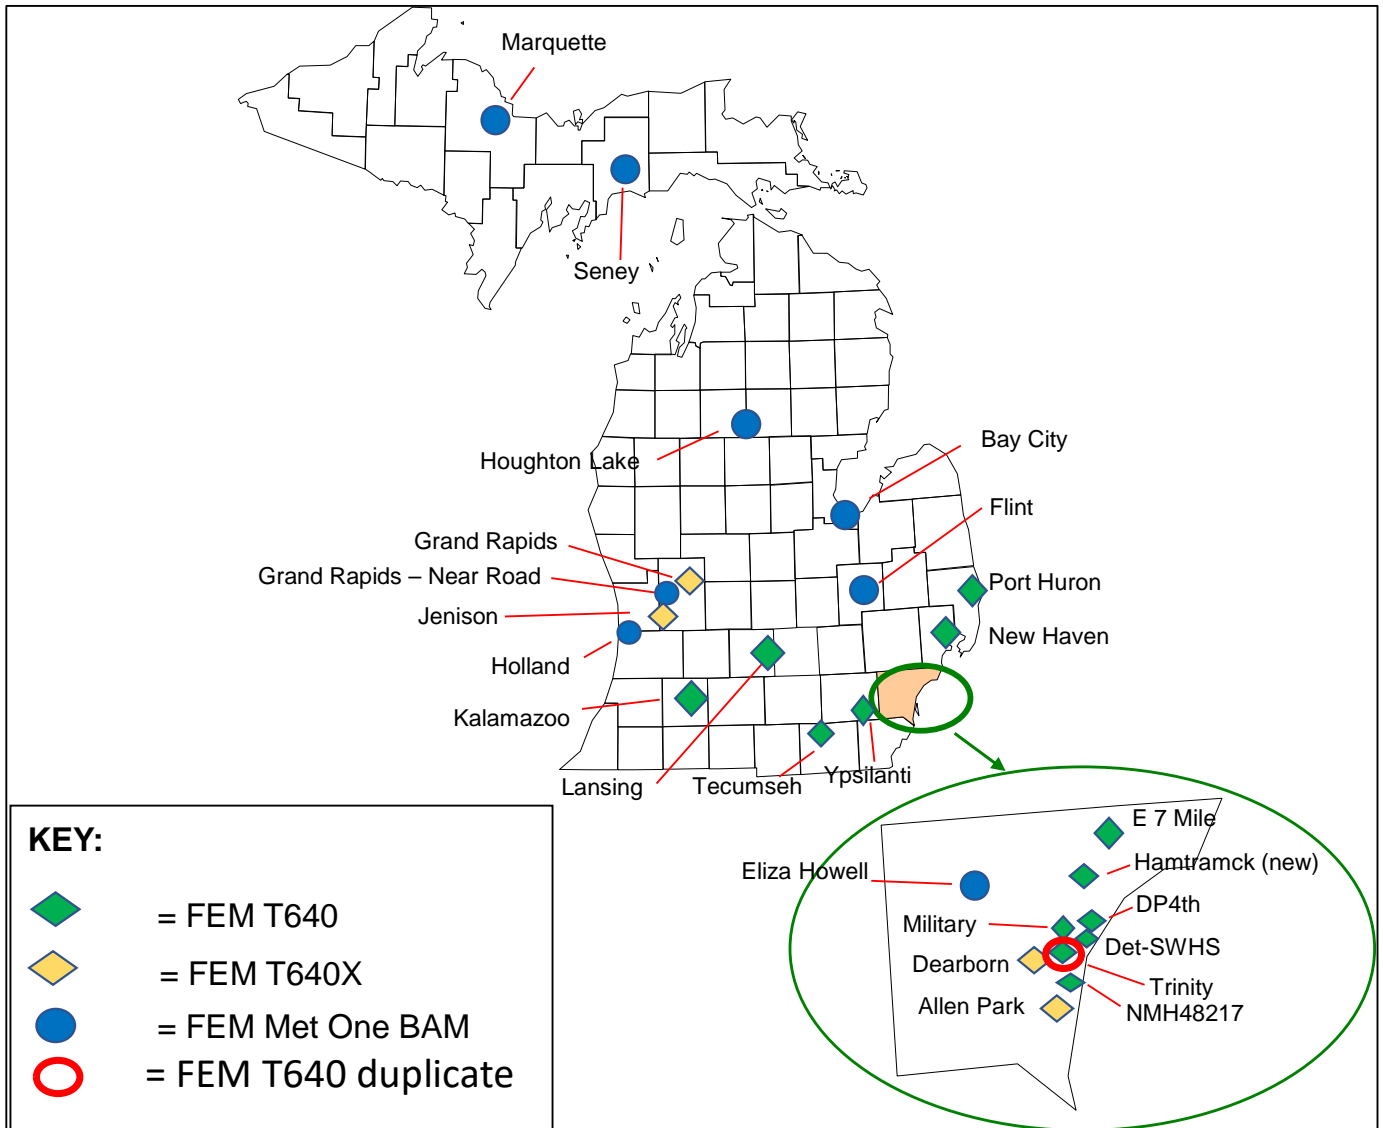 Marquette
Seney
Houghton Lake
Bay City
Flint
Grand Rapids
Grand Rapids – Near Road
Jenison
Holland
Port Huron
New Haven
Kalamazoo
Lansing
Tecumseh
Ypsilanti
E 7 Mile
Hamtramck (new)
Eliza Howell
DP4th
Military
Det-SWHS
Dearborn
Trinity
Allen Park
NMH48217
KEY:
= FEM T640
= FEM T640X
= FEM Met One BAM
= FEM T640 duplicate